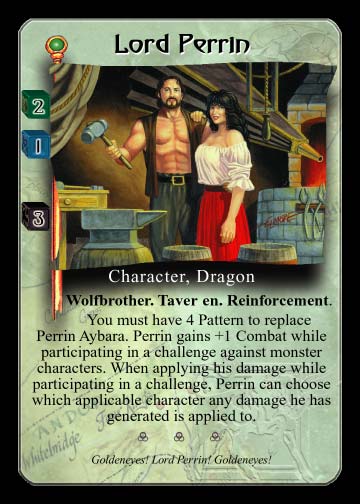 Lord Perrin
2
1
3
ELMORE
Character, Dragon
Wolfbrother. Taver en. Reinforcement.
You must have 4 Pattern to replace
Perrin Aybara. Perrin gains +1 Combat while
participating in a challenge against monster
characters. When applying his damage while
participating in a challenge, Perrin can choose
which applicable character any damage he has
generated is applied to.
Whitebridge
Goldeneyes! Lord Perrin! Goldeneyes!